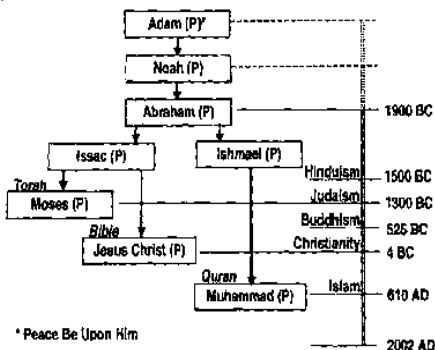 Adam (P)*
Noah (P)
Abraham (P)
1900 BC
Issac (P)
Ishmael (P)
Hinduism
1500 BC
Torah
Judaism
Moses (P)
1300 BC
Buddhism
525 BC
Bible
Christianity
Jesus Christ (P)
4 BC
Quran
Islam
Muhammad (P)
610 AD
* Peace Be Upon Him
2002 AD